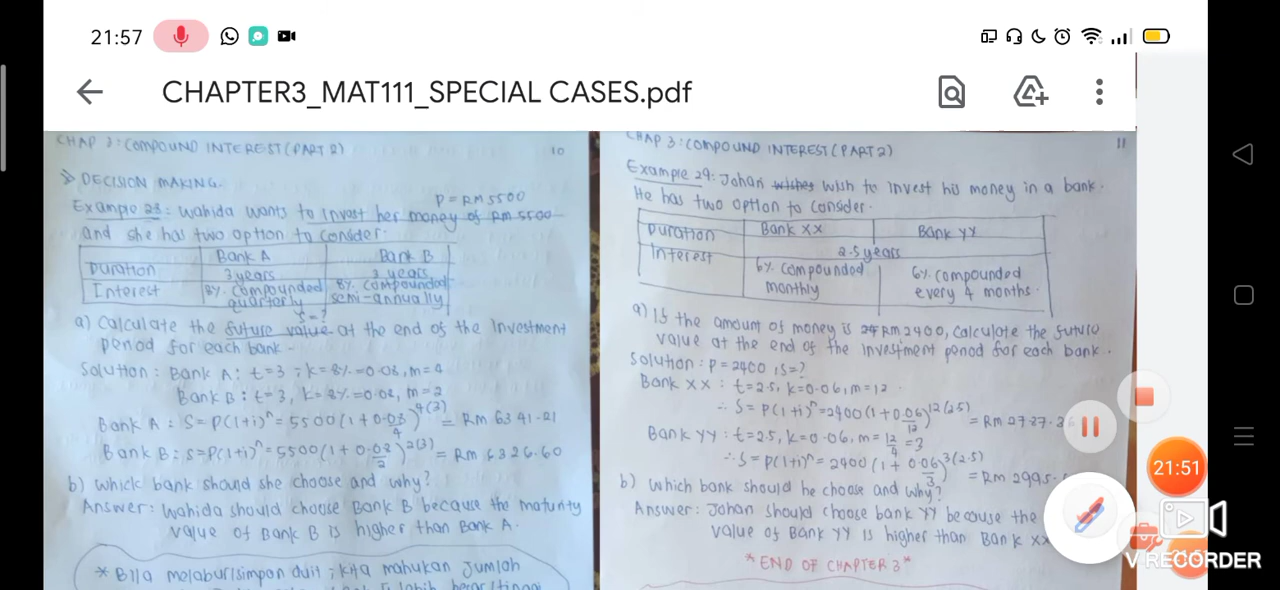 21:57
CHAPTER3_MAT111_SPECIAL CASES.pdf
CHAP 3: COMPOUND INTEREST (PART 2) 10
DECISION MAKING.
P = RM 5500
Example 28: Wahida wants to invest her money of RM 5500
and she has two option to consider:
Bank A Bank B
Duration 3 years 3 years
Interest 8% compounded quarterly 8% compounded semi-annually
S = ?
a) Calculate the future value at the end of the investment
period for each bank.
Solution: Bank A: t=3, k=8%=0.08, m=4
Bank B: t=3, k=8%=0.08, m=2
Bank A: S=P(1+i)^n = 5500(1+0.08/4)^4(3) = RM 6341.21
Bank B: S=P(1+i)^n = 5500(1+0.08/2)^2(3) = RM 6326.60
b) Which bank should she choose and why?
Answer: Wahida should choose Bank B because the maturity
value of Bank B is higher than Bank A.
* Bila melabur/simpan duit; kita mahukan jumlah
lebih besar/tinggi
CHAP 3: COMPOUND INTEREST (PART 2) 11
Example 29: Johan wishes wish to invest his money in a bank.
He has two option to consider.
Duration Bank XX Bank YY
2.5 years
Interest 6% compounded monthly 6% compounded every 4 months.
a) If the amount of money is RM2400, calculate the future
value at the end of the investment period for each bank.
Solution: P = 2400, S=?
Bank XX: t=2.5, k=0.06, m=12
∴ S=P(1+i)^n = 2400(1+0.06/12)^12(2.5) = RM 2787.36
Bank YY: t=2.5, k=0.06, m=12/4=3
∴ S=P(1+i)^n = 2400(1+0.06/3)^3(2.5) = RM 2995.
b) Which bank should he choose and why?
Answer: Johan should choose bank YY because the
value of Bank YY is higher than Bank XX
*END OF CHAPTER 3*
21:51
V RECORDER